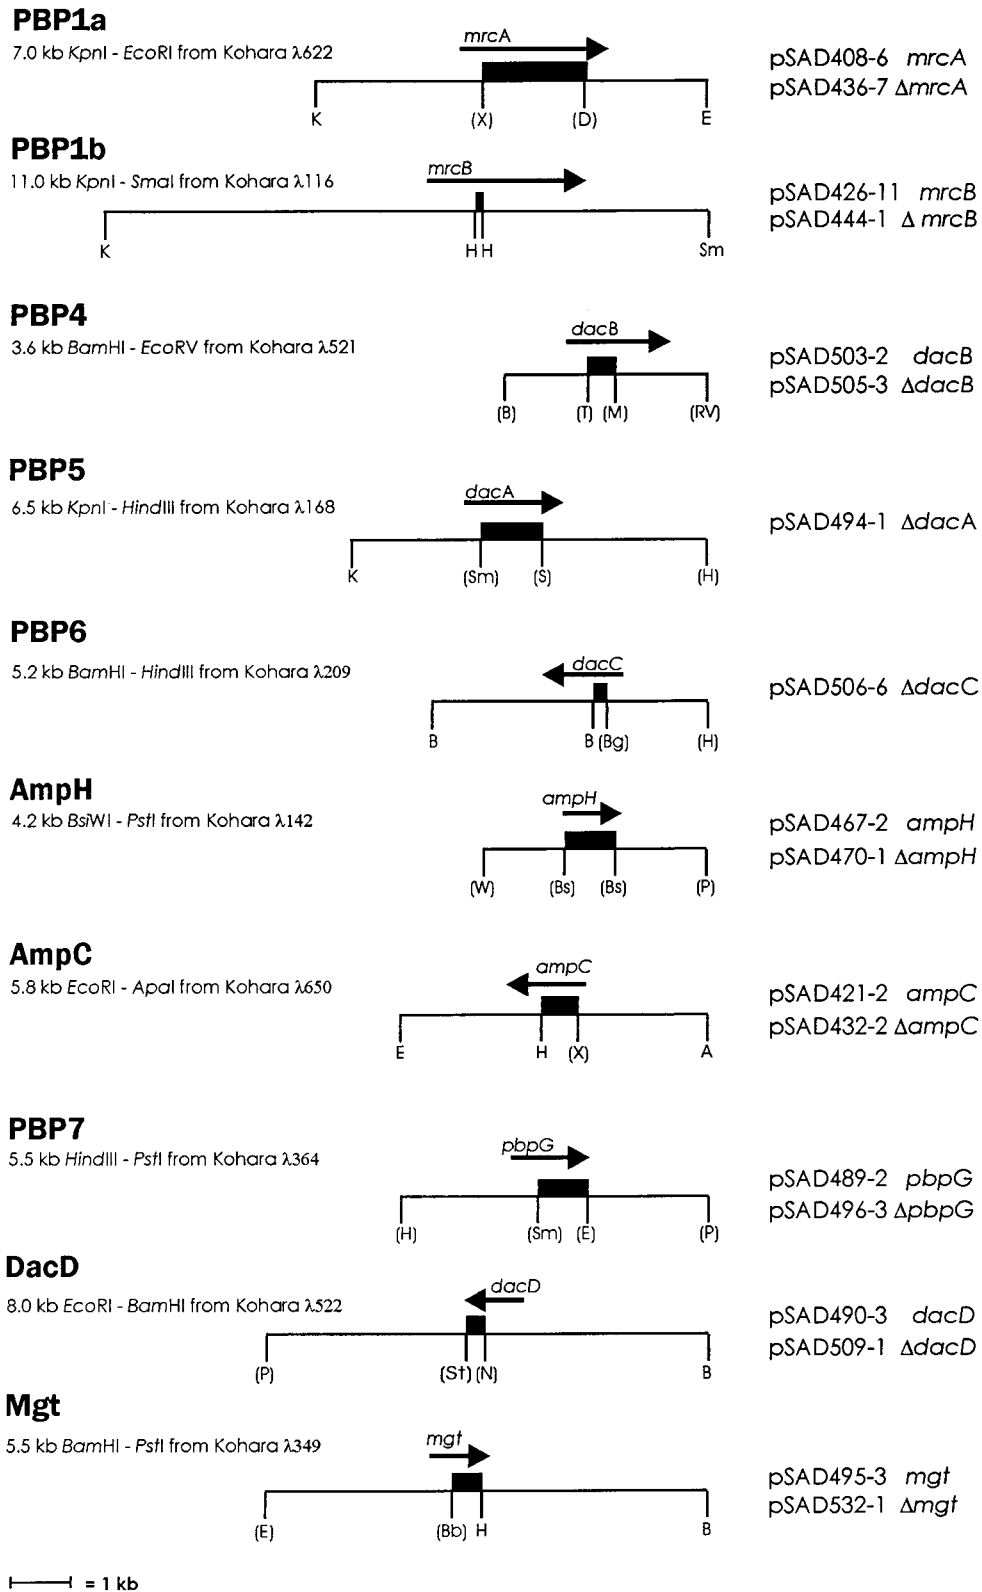 PBP1a
7.0 kb KpnI - EcoRI from Kohara λ622
mrcA
pSAD408-6 mrcA
pSAD436-7 ΔmrcA
K (X) (D) E
PBP1b
11.0 kb KpnI - SmaI from Kohara λ116
mrcB
pSAD426-11 mrcB
pSAD444-1 Δ mrcB
K H H Sm
PBP4
3.6 kb BamHI - EcoRV from Kohara λ521
dacB
pSAD503-2 dacB
pSAD505-3 ΔdacB
(B) (T) (M) (RV)
PBP5
6.5 kb KpnI - HindIII from Kohara λ168
dacA
pSAD494-1 ΔdacA
K (Sm) (S) (H)
PBP6
5.2 kb BamHI - HindIII from Kohara λ209
dacC
pSAD506-6 ΔdacC
B B (Bg) (H)
AmpH
4.2 kb BsiWI - PstI from Kohara λ142
ampH
pSAD467-2 ampH
pSAD470-1 ΔampH
(W) (Bs) (Bs) (P)
AmpC
5.8 kb EcoRI - ApaI from Kohara λ650
ampC
pSAD421-2 ampC
pSAD432-2 ΔampC
E H (X) A
PBP7
5.5 kb HindIII - PstI from Kohara λ364
pbpG
pSAD489-2 pbpG
pSAD496-3 ΔpbpG
(H) (Sm) (E) (P)
DacD
8.0 kb EcoRI - BamHI from Kohara λ522
dacD
pSAD490-3 dacD
pSAD509-1 ΔdacD
(P) (St) (N) B
Mgt
5.5 kb BamHI - PstI from Kohara λ349
mgt
pSAD495-3 mgt
pSAD532-1 Δmgt
(E) (Bb) H B
= 1 kb